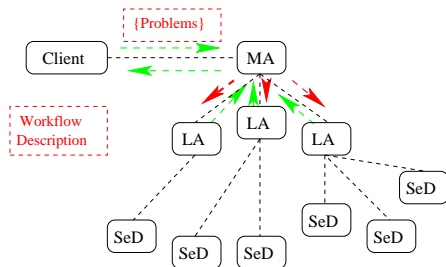 {Problems}
Client
MA
Workflow
Description
LA
LA
LA
SeD
SeD
SeD
SeD
SeD
SeD